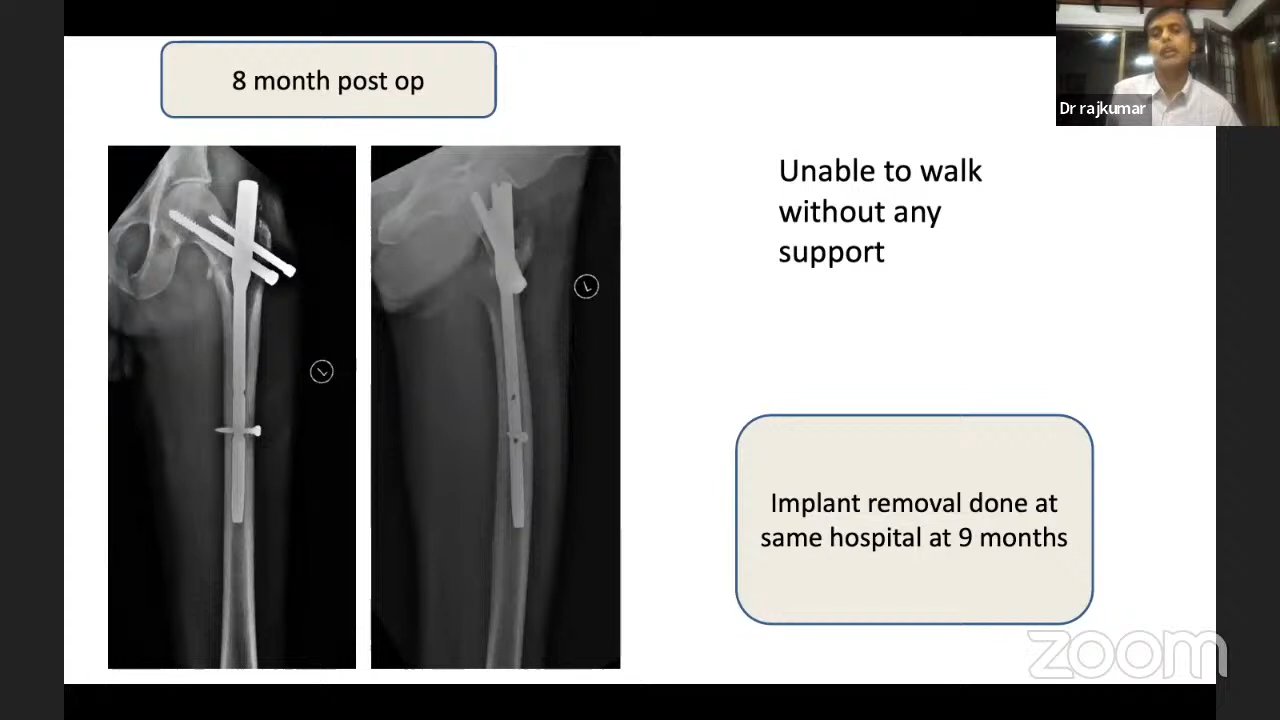 8 month post op
Dr rajkumar
Unable to walk
without any
support
L
L
Implant removal done at
same hospital at 9 months
zoom